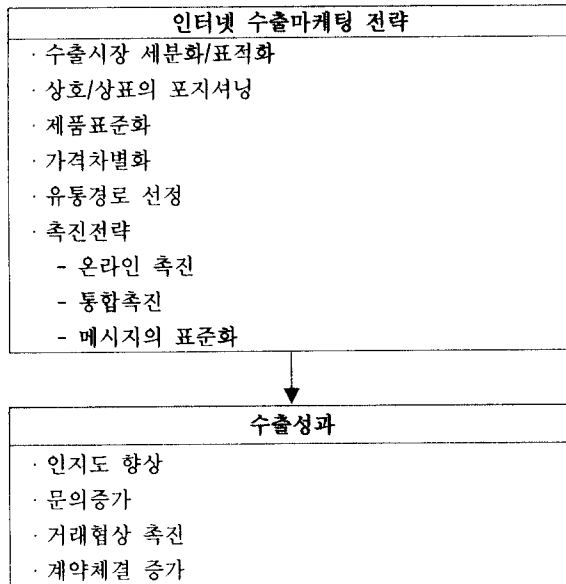 인터넷 수출마케팅 전략
· 수출시장 세분화/표적화
· 상호/상표의 포지셔닝
· 제품표준화
· 가격차별화
· 유통경로 선정
· 촉진전략
- 온라인 촉진
- 통합촉진
- 메시지의 표준화
수출성과
· 인지도 향상
· 문의증가
· 거래협상 촉진
· 계약체결 증가